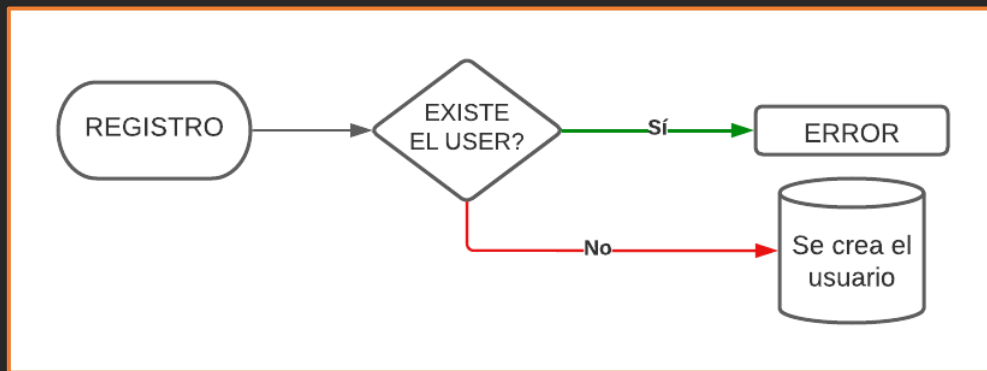 REGISTRO
EXISTE
EL USER?
Sí
ERROR
No
Se crea el
usuario